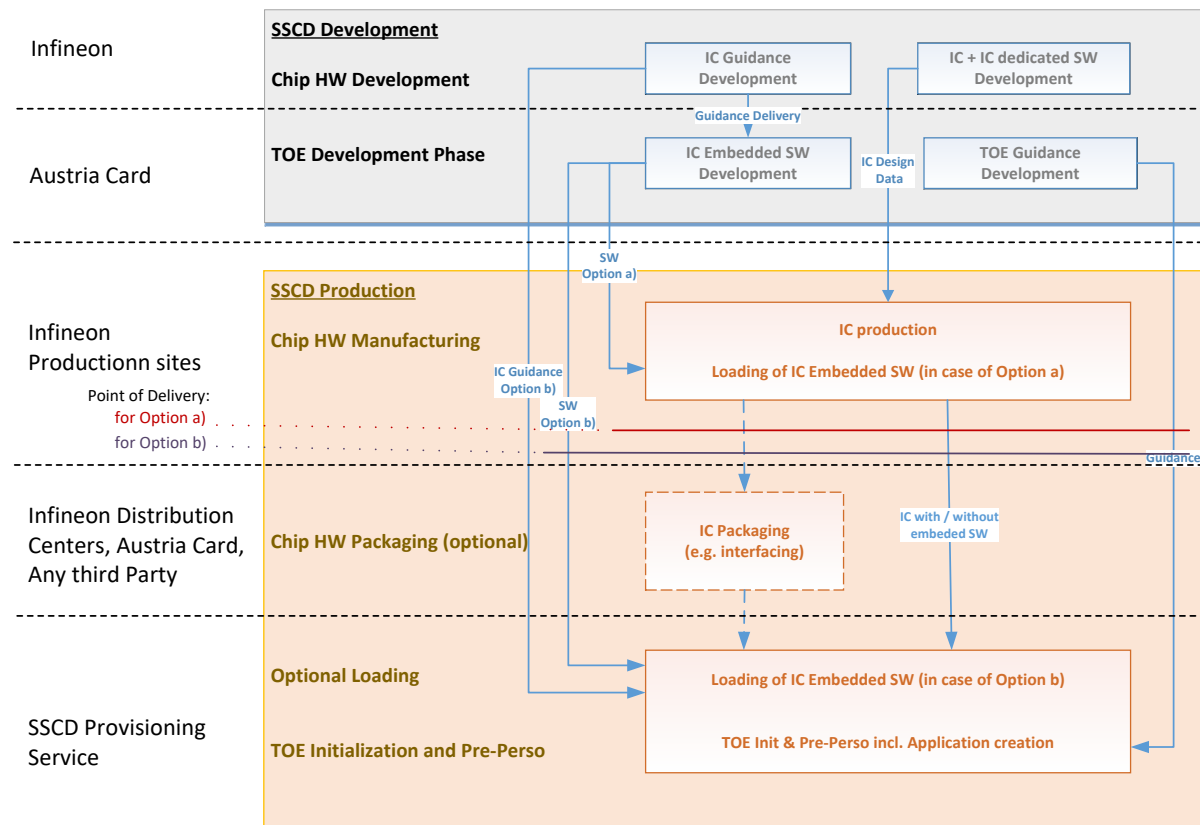 Infineon
SSCD Development
Chip HW Development
IC Guidance
Development
IC + IC dedicated SW
Development
Guidance Delivery
Austria Card
TOE Development Phase
IC Embedded SW
Development
IC Design
Data
TOE Guidance
Development
SW
Option a)
SSCD Production
Infineon
Productionn sites
Chip HW Manufacturing
IC production
Loading of IC Embedded SW (in case of Option a)
IC Guidance
Option b)
SW
Option b)
Point of Delivery:
for Option a)
for Option b)
Guidance
Infineon Distribution
Centers, Austria Card,
Any third Party
Chip HW Packaging (optional)
IC Packaging
(e.g. interfacing)
IC with / without
embeded SW
SSCD Provisioning
Service
Optional Loading
Loading of IC Embedded SW (in case of Option b)
TOE Initialization and Pre-Perso
TOE Init & Pre-Perso incl. Application creation